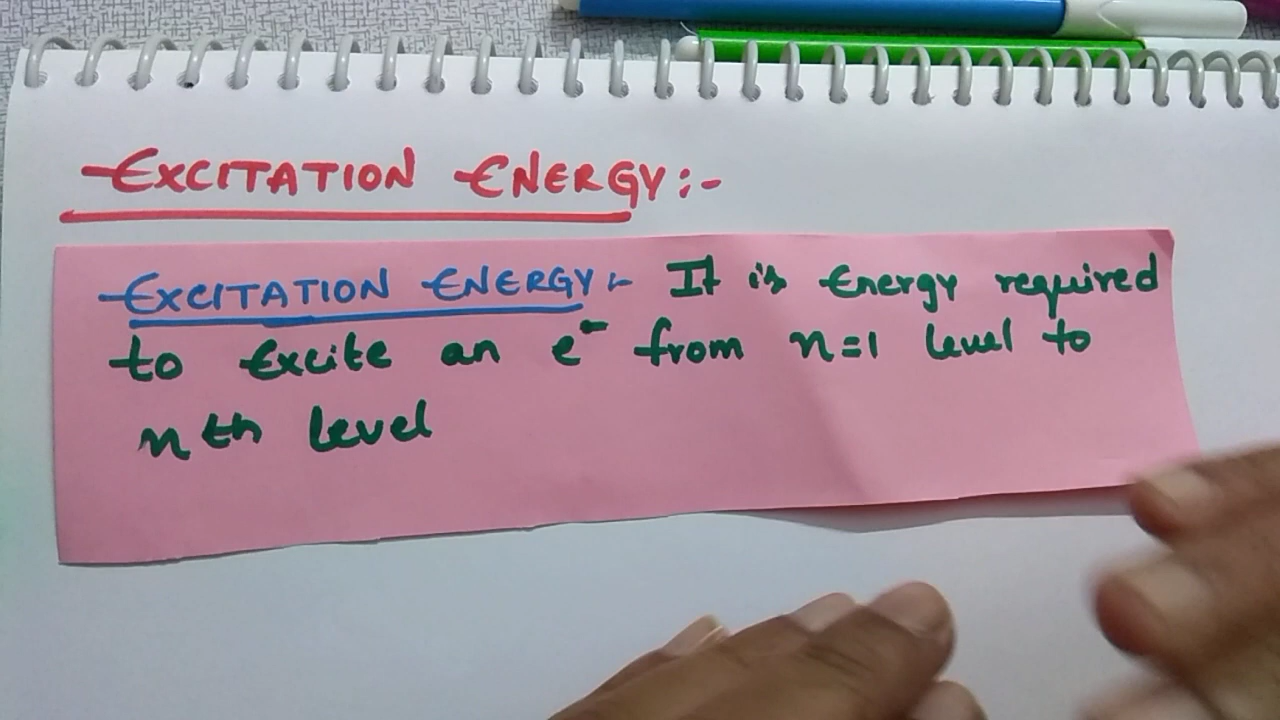 EXCITATION ENERGY:-
EXCITATION ENERGY:- It is Energy required
to Excite an e⁻ from n=1 level to
nth level